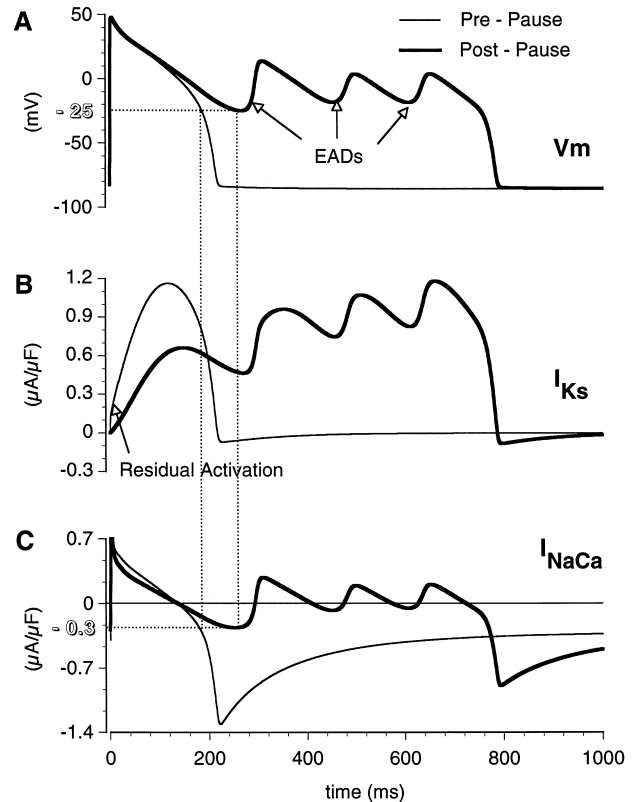 A
50
0
- 25
-50
-100
(mV)
Pre - Pause
Post - Pause
EADs
Vm
B
1.2
0.9
0.6
0.3
0
-0.3
(µA/µF)
IKs
Residual Activation
C
0.7
0
- 0.3
-0.7
-1.4
(µA/µF)
INaCa
0 200 400 600 800 1000
time (ms)